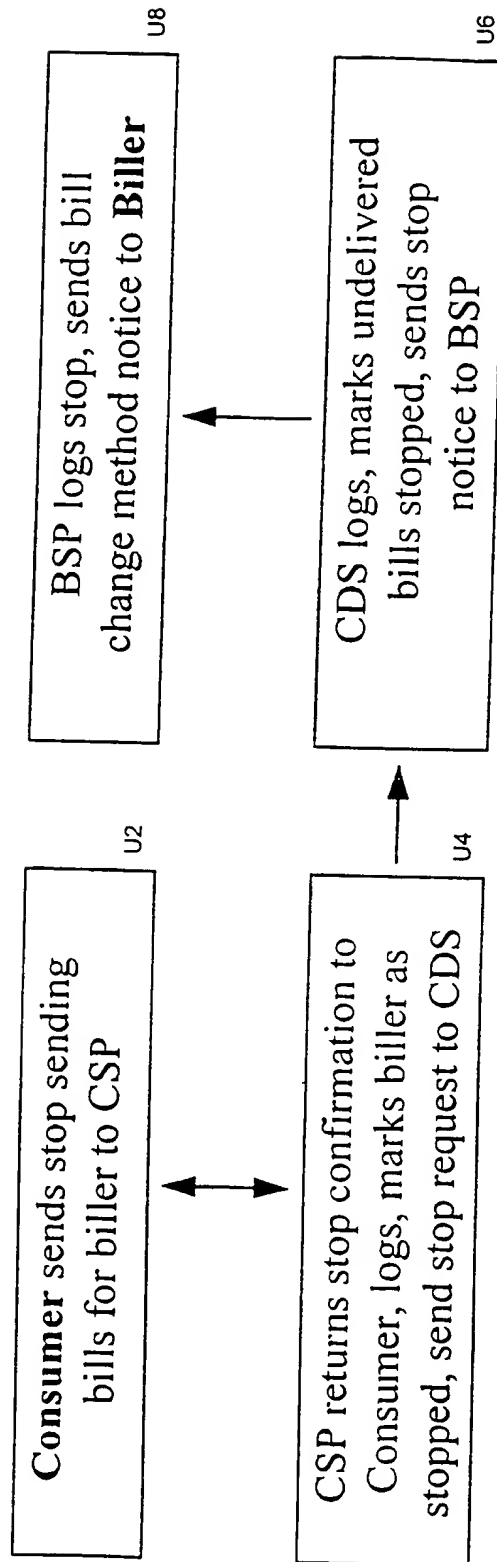 Consumer sends stop sending
bills for biller to CSP
U2
CSP returns stop confirmation to
Consumer, logs, marks biller as
stopped, send stop request to CDS
U4
CDS logs, marks undelivered
bills stopped, sends stop
notice to BSP
U6
BSP logs stop, sends bill
change method notice to Biller
U8